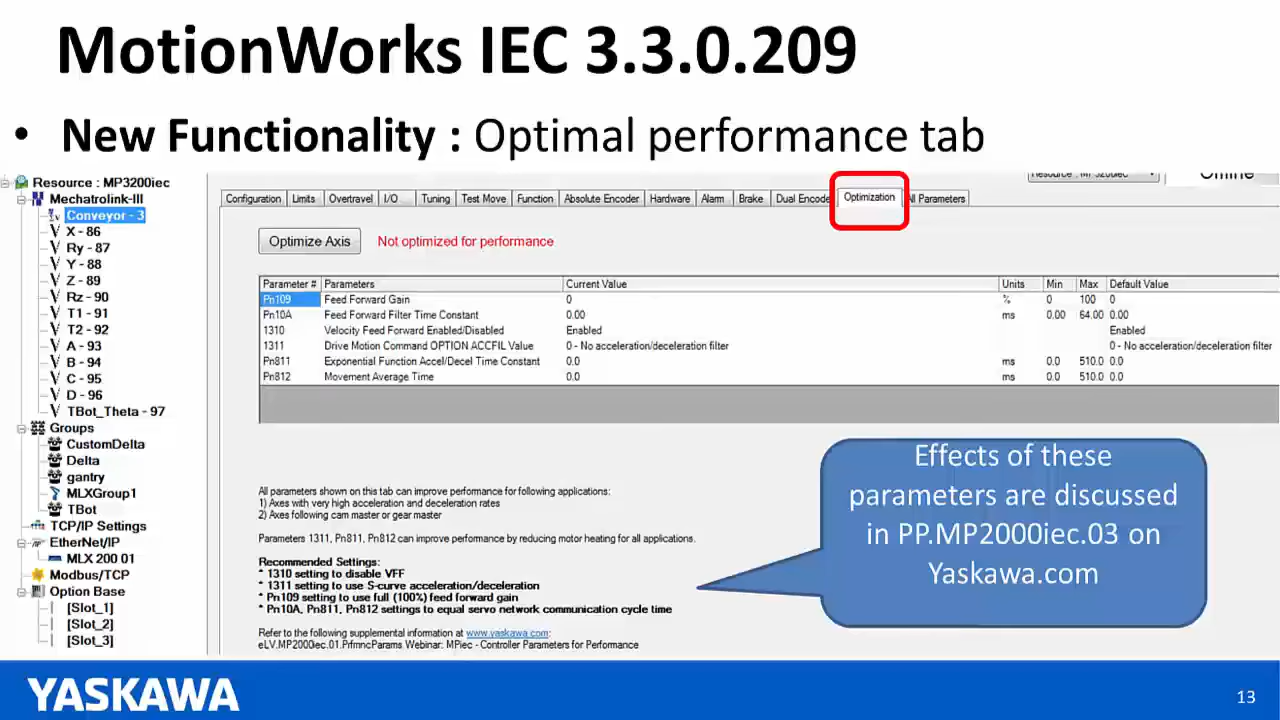 MotionWorks IEC 3.3.0.209
• New Functionality : Optimal performance tab
Resource : MP3200iec
Mechatrolink-III
Conveyor - 3
X - 86
Ry - 87
Y - 88
Z - 89
Rz - 90
T1 - 91
T2 - 92
A - 93
B - 94
C - 95
D - 96
TBot_Theta - 97
Groups
CustomDelta
Delta
gantry
MLXGroup1
TBot
TCP/IP Settings
EtherNet/IP
MLX 200 01
Modbus/TCP
Option Base
[Slot_1]
[Slot_2]
[Slot_3]
Resource : MP3200iec
Offline
Configuration Limits Overtravel I/O Tuning Test Move Function Absolute Encoder Hardware Alarm Brake Dual Encode Optimization ll Parameters
Optimize Axis Not optimized for performance
Parameter # Parameters Current Value Units Min Max Default Value
Pn109 Feed Forward Gain 0 % 0 100 0
Pn10A Feed Forward Filter Time Constant 0.00 ms 0.00 64.00 0.00
1310 Velocity Feed Forward Enabled/Disabled Enabled Enabled
1311 Drive Motion Command OPTION ACCFIL Value 0 - No acceleration/deceleration filter 0 - No acceleration/deceleration filter
Pn811 Exponential Function Accel/Decel Time Constant 0.0 ms 0.0 510.0 0.0
Pn812 Movement Average Time 0.0 ms 0.0 510.0 0.0
All parameters shown on this tab can improve performance for following applications:
1) Axes with very high acceleration and deceleration rates
2) Axes following cam master or gear master
Parameters 1311, Pn811, Pn812 can improve performance by reducing motor heating for all applications.
Recommended Settings:
* 1310 setting to disable VFF
* 1311 setting to use S-curve acceleration/deceleration
* Pn109 setting to use full (100%) feed forward gain
* Pn10A, Pn811, Pn812 settings to equal servo network communication cycle time
Refer to the following supplemental information at www.yaskawa.com:
eLV.MP2000iec.01.PrfrmncParams Webinar: MPiec - Controller Parameters for Performance
Effects of these
parameters are discussed
in PP.MP2000iec.03 on
Yaskawa.com
YASKAWA
13